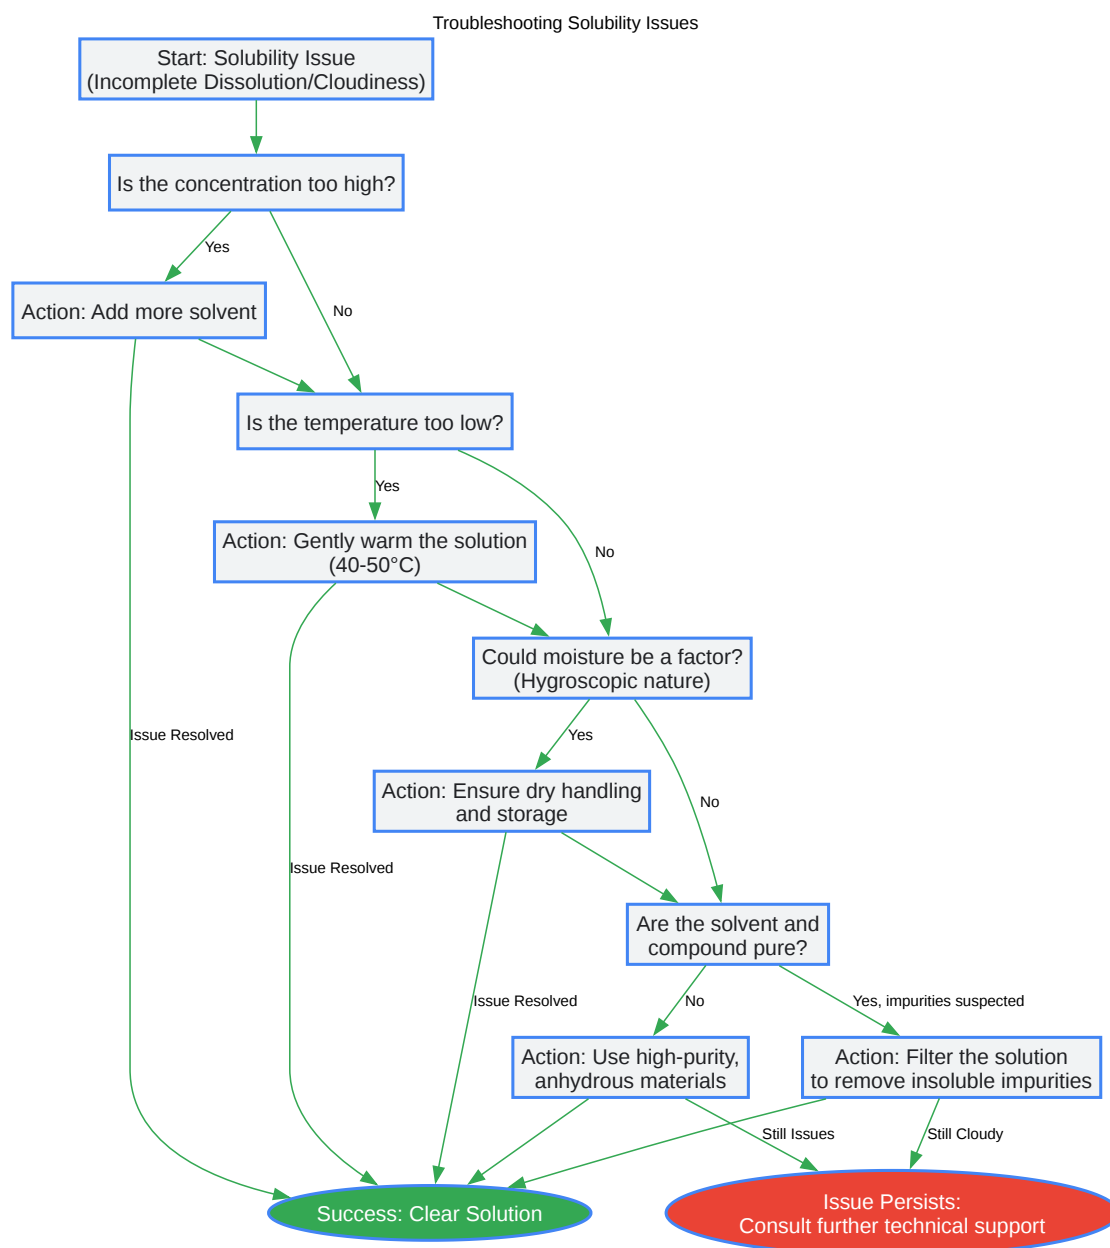 Troubleshooting Solubility Issues
Start: Solubility Issue
(Incomplete Dissolution/Cloudiness)
Is the concentration too high?
Yes
Action: Add more solvent
No
Is the temperature too low?
Yes
Action: Gently warm the solution
(40-50°C)
No
Could moisture be a factor?
(Hygroscopic nature)
Issue Resolved
Yes
Action: Ensure dry handling
and storage
No
Issue Resolved
Are the solvent and
compound pure?
Issue Resolved
No
Yes, impurities suspected
Action: Use high-purity,
anhydrous materials
Action: Filter the solution
to remove insoluble impurities
Still Issues
Still Cloudy
Success: Clear Solution
Issue Persists:
Consult further technical support